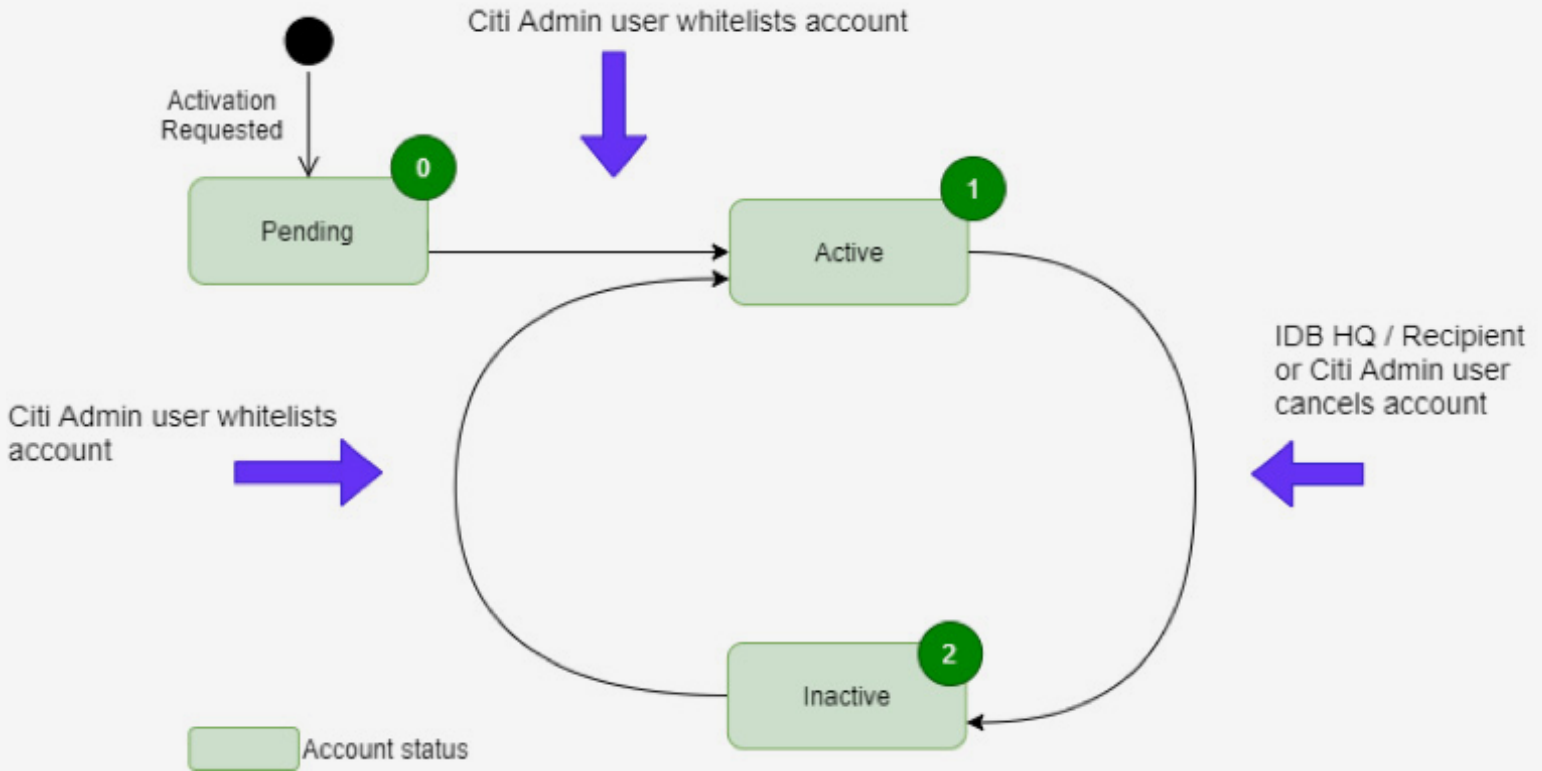 Citi Admin user whitelists account
Activation
Requested
0
Pending
1
Active
IDB HQ / Recipient
or Citi Admin user
cancels account
Citi Admin user whitelists
account
2
Inactive
Account status